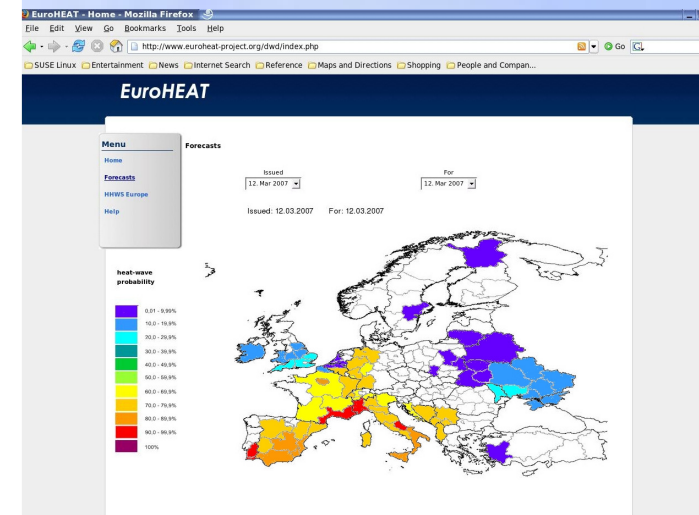 EuroHEAT - Home - Mozilla Firefox
File Edit View Go Bookmarks Tools Help
http://www.euroheat-project.org/dwd/index.php Go
SUSE Linux Entertainment News Internet Search Reference Maps and Directions Shopping People and Compan...
EuroHEAT
Menu
Home
Forecasts
HHWS Europe
Help
Forecasts
Issued For
12. Mar 2007 12. Mar 2007
Issued: 12.03.2007 For: 12.03.2007
heat-wave
probability
0,01 - 9,99%
10,0 - 19,9%
20,0 - 29,9%
30,0 - 39,9%
40,0 - 49,9%
50,0 - 59,9%
60,0 - 69,9%
70,0 - 79,9%
80,0 - 89,9%
90,0 - 99,9%
100%